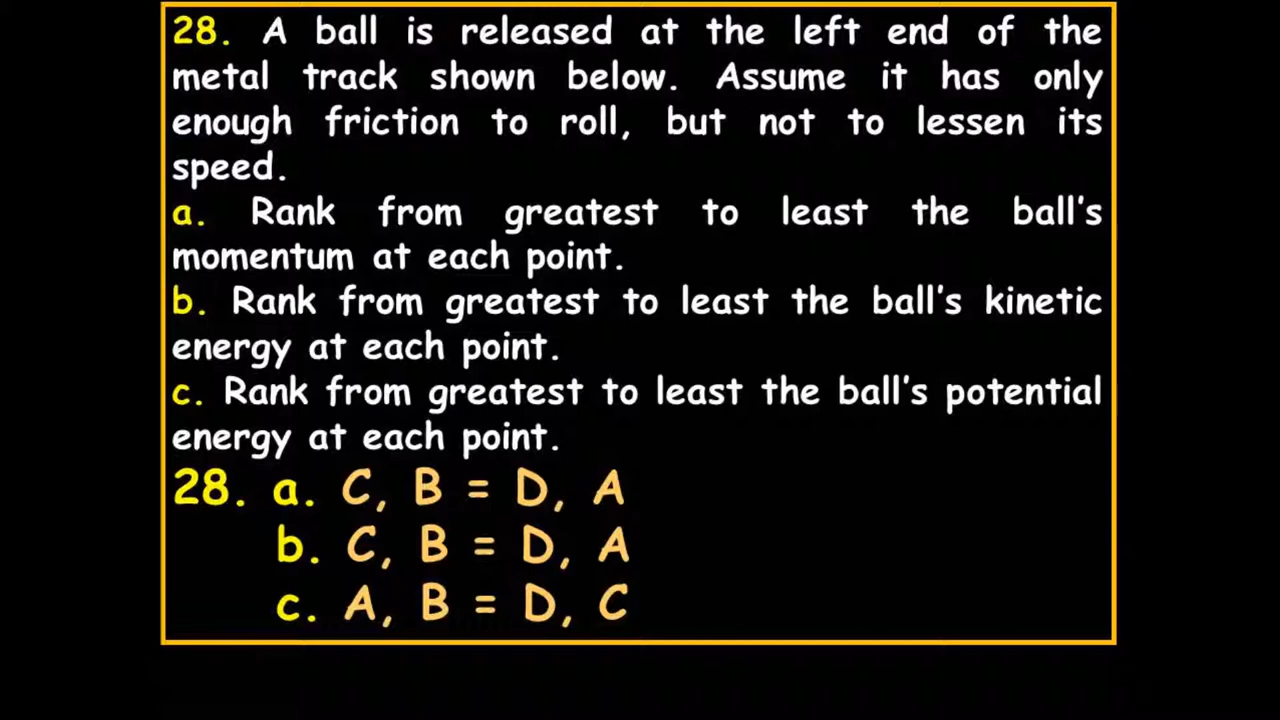 28. A ball is released at the left end of the
metal track shown below. Assume it has only
enough friction to roll, but not to lessen its
speed.
a. Rank from greatest to least the ball's
momentum at each point.
b. Rank from greatest to least the ball's kinetic
energy at each point.
c. Rank from greatest to least the ball's potential
energy at each point.
28. a. C, B = D, A
b. C, B = D, A
c. A, B = D, C